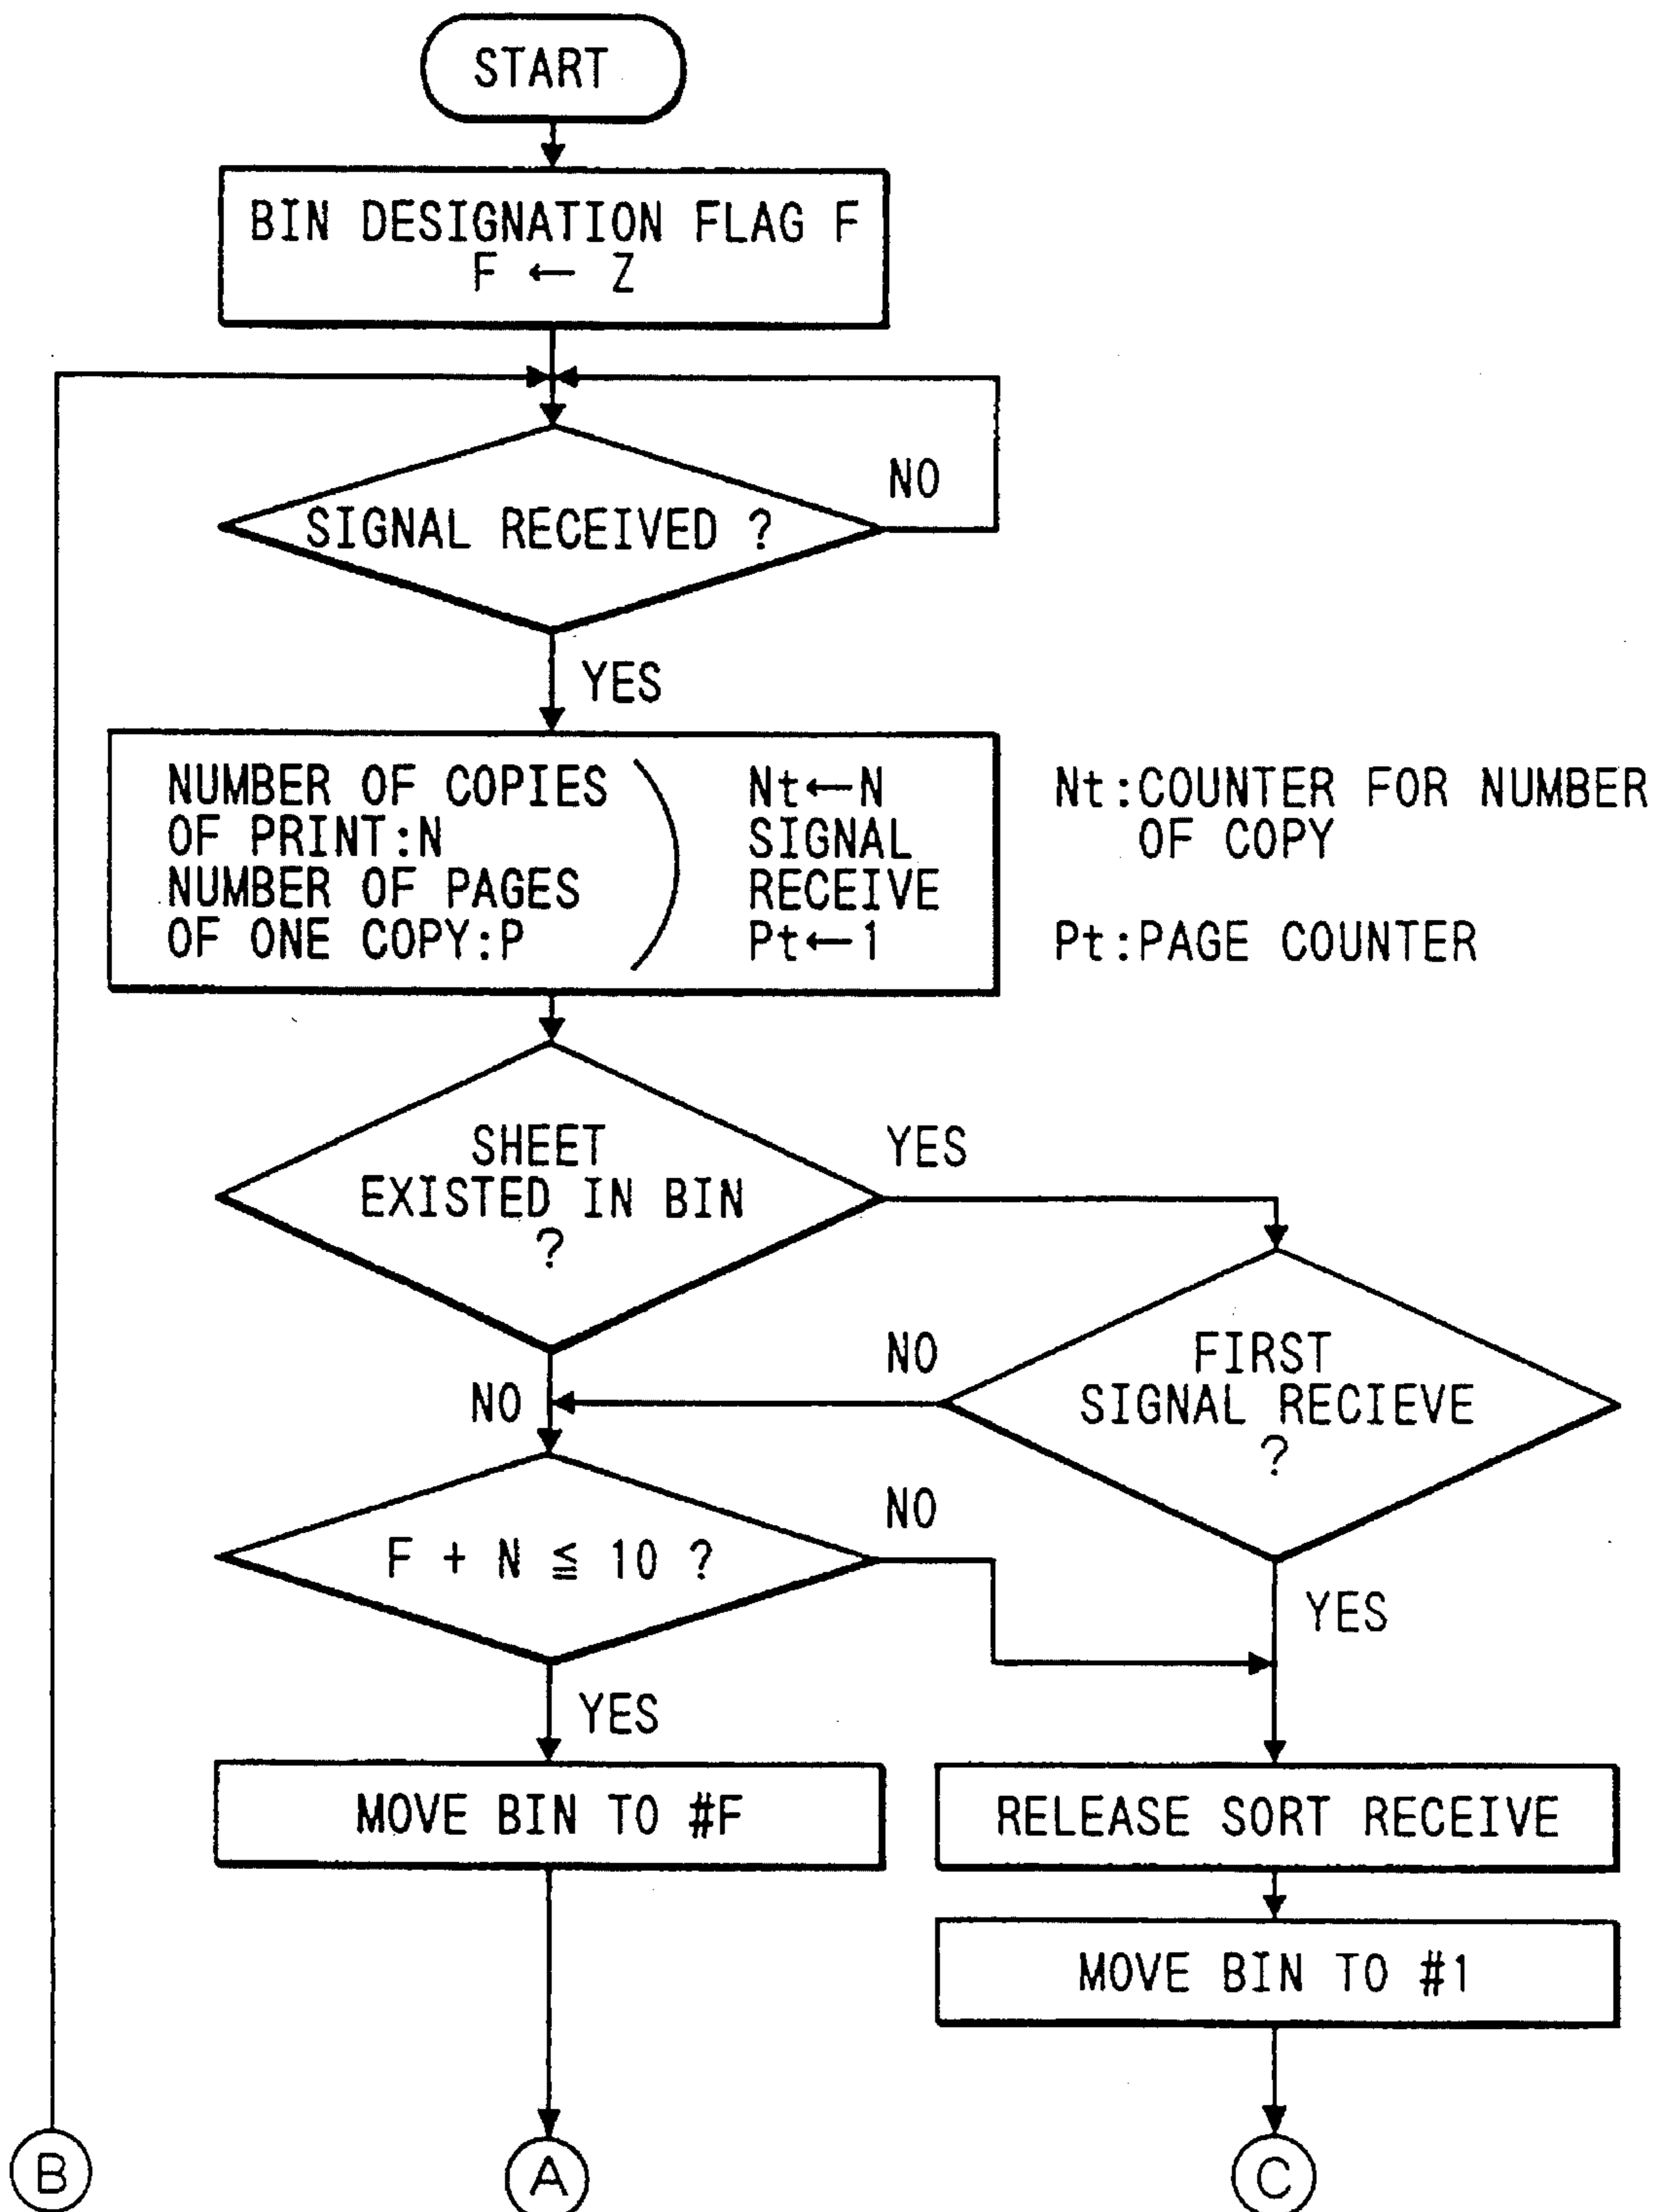 START
BIN DESIGNATION FLAG F
F ← Z
NO
SIGNAL RECEIVED ?
YES
NUMBER OF COPIES
OF PRINT:N
NUMBER OF PAGES
OF ONE COPY:P
Nt←N
SIGNAL
RECEIVE
Pt←1
Nt:COUNTER FOR NUMBER
OF COPY
Pt:PAGE COUNTER
SHEET
EXISTED IN BIN
?
YES
NO
FIRST
SIGNAL RECIEVE
?
NO
YES
F + N ≦ 10 ?
NO
YES
MOVE BIN TO #F
RELEASE SORT RECEIVE
MOVE BIN TO #1
B
A
C